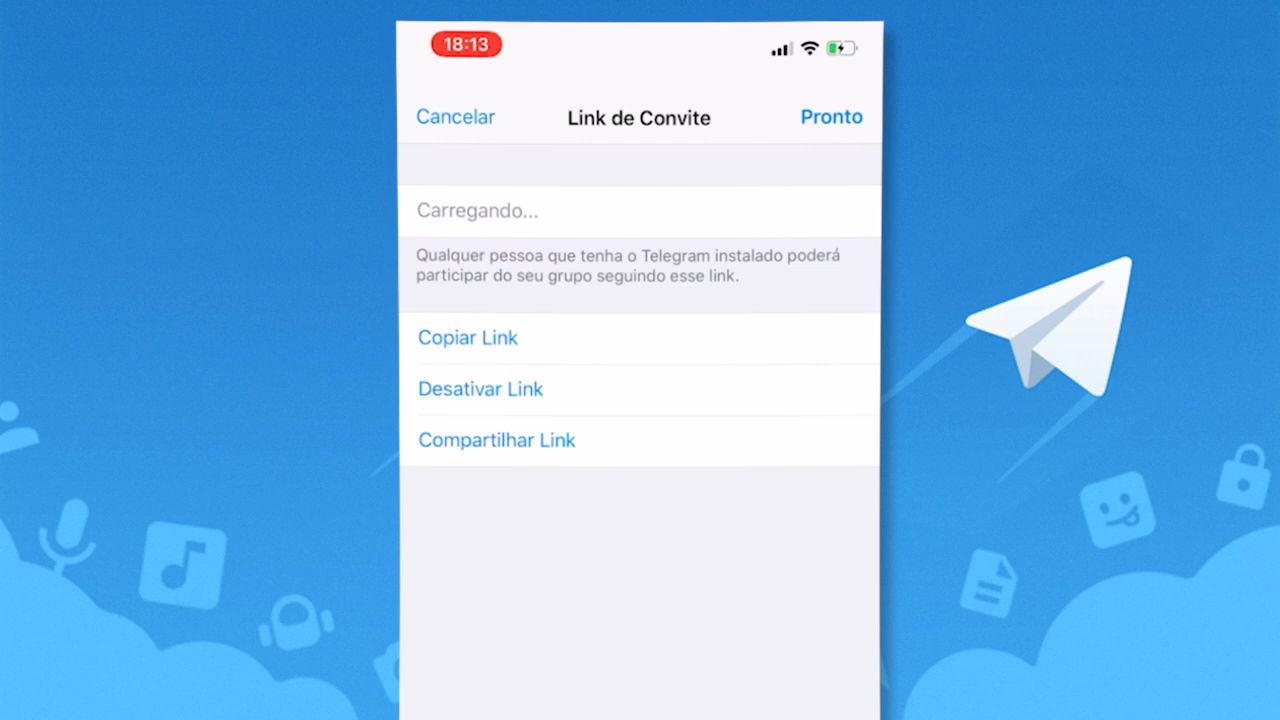 18:13
Cancelar Link de Convite Pronto
Carregando...
Qualquer pessoa que tenha o Telegram instalado poderá
participar do seu grupo seguindo esse link.
Copiar Link
Desativar Link
Compartilhar Link